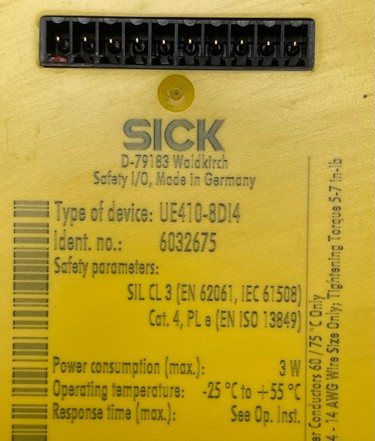 SICK
D-79183 Waldkirch
Safety I/O, Made in Germany
Type of device: UE410-8DI4
Ident. no.: 6032675
Safety parameters:
SIL CL 3 (EN 62061, IEC 61508)
Cat. 4, PL e (EN ISO 13849)
Power consumption (max.): 3 W
Operating temperature: -25 °C to +55 °C
Response time (max.): See Op. Inst.
Conductors 60 / 75 °C Only
14 AWG Wire Size Only; Tightening Torque 5-7 In-lb